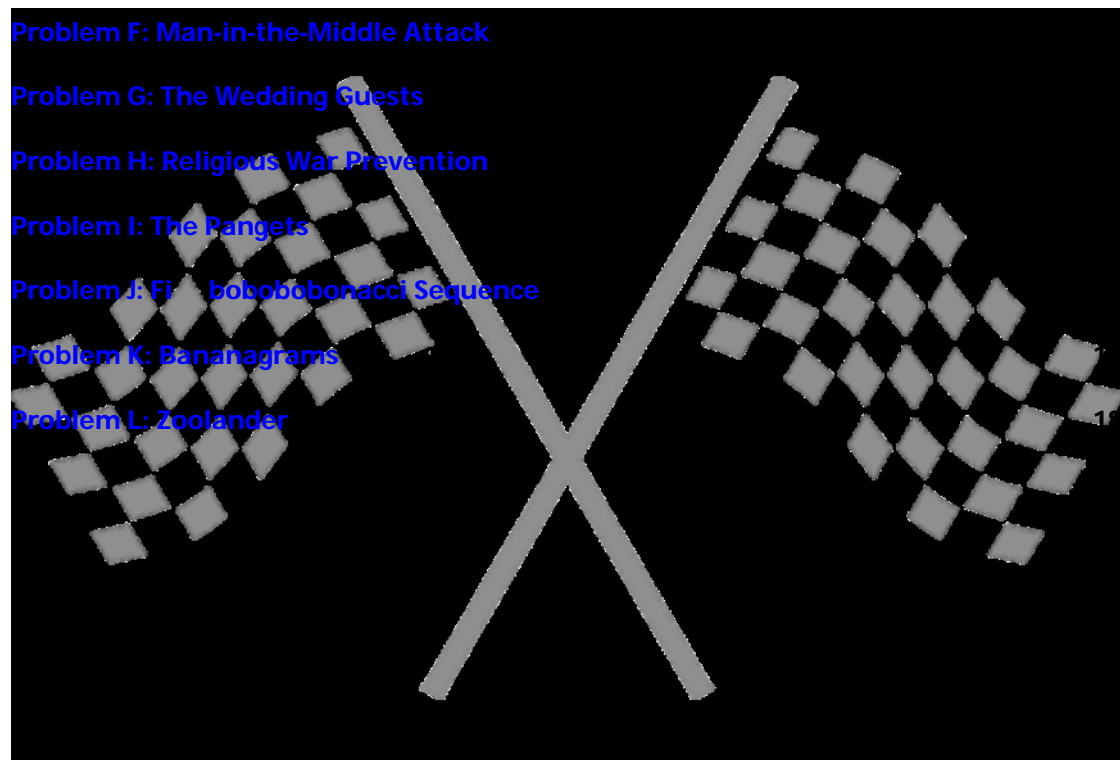 Problem F: Man-in-the-Middle Attack
Problem G: The Wedding Guests
Problem H: Religious War Prevention
Problem I: The Pangets
Problem J: Fi bobobobonacci Sequence
Problem K: Bananagrams
Problem L: Zoolander